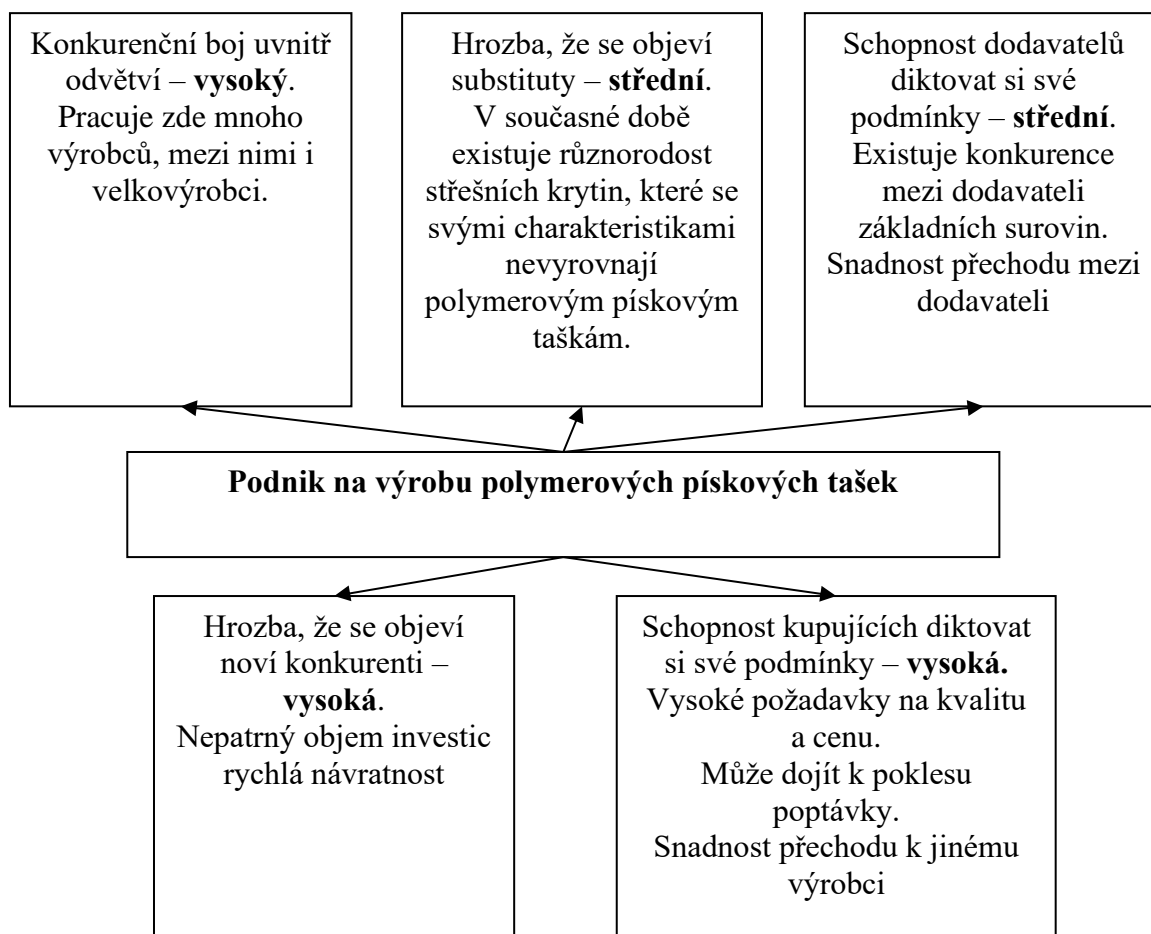 Konkurenční boj uvnitř
odvětví – vysoký.
Pracuje zde mnoho
výrobců, mezi nimi i
velkovýrobci.
Hrozba, že se objeví
substituty – střední.
V současné době
existuje různorodost
střešních krytin, které se
svými charakteristikami
nevyrovnají
polymerovým pískovým
taškám.
Schopnost dodavatelů
diktovat si své
podmínky – střední.
Existuje konkurence
mezi dodavateli
základních surovin.
Snadnost přechodu mezi
dodavateli
Podnik na výrobu polymerových pískových tašek
Hrozba, že se objeví
noví konkurenti –
vysoká.
Nepatrný objem investic
rychlá návratnost
Schopnost kupujících diktovat
si své podmínky – vysoká.
Vysoké požadavky na kvalitu
a cenu.
Může dojít k poklesu
poptávky.
Snadnost přechodu k jinému
výrobci